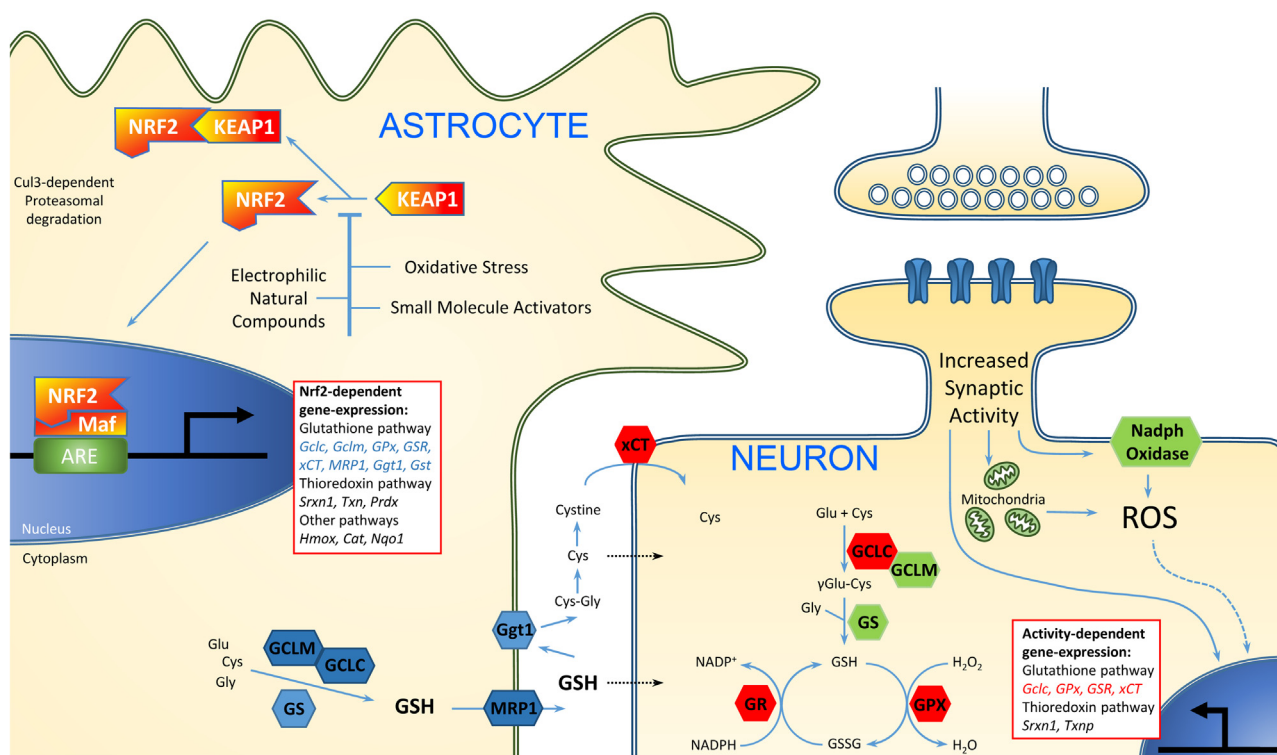 ASTROCYTE
NRF2
KEAP1
Cul3-dependent
Proteasomal
degradation
NRF2
KEAP1
Electrophilic
Natural
Compounds
Oxidative Stress
Small Molecule Activators
NRF2
Maf
ARE
Nucleus
Cytoplasm
Nrf2-dependent
gene-expression:
Glutathione pathway
Gclc, Gclm, GPx, GSR,
xCT, MRP1, Ggt1, Gst
Thioredoxin pathway
Srxn1, Txn, Prdx
Other pathways
Hmox, Cat, Nqo1
Glu
Cys
Gly
GCLM
GCLC
GS
GSH
MRP1
GSH
Ggt1
Cys-Gly
Cys
Cystine
xCT
NEURON
Cys
Glu + Cys
GCLC
GCLM
γGlu-Cys
Gly
GS
NADP⁺
GSH
H₂O₂
GR
GPX
NADPH
GSSG
H₂O
Increased
Synaptic
Activity
Nadph
Oxidase
Mitochondria
ROS
Activity-dependent
gene-expression:
Glutathione pathway
Gclc, GPx, GSR, xCT
Thioredoxin pathway
Srxn1, Txnp